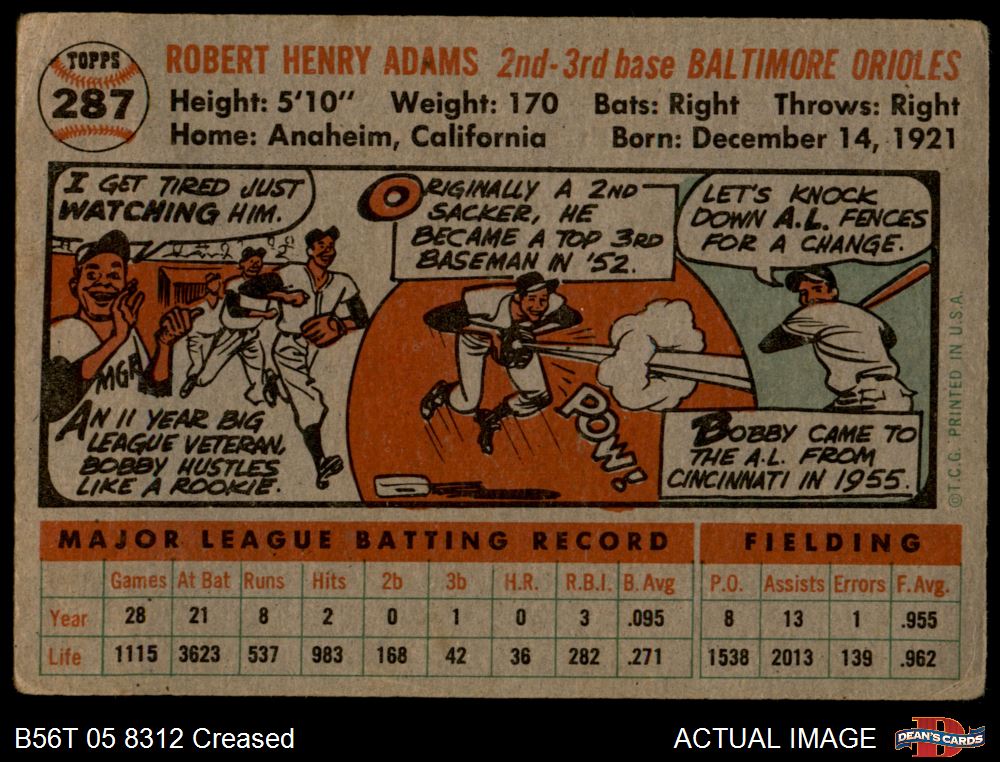 TOPPS
287
ROBERT HENRY ADAMS 2nd-3rd base BALTIMORE ORIOLES
Height: 5'10" Weight: 170 Bats: Right Throws: Right
Home: Anaheim, California Born: December 14, 1921
I GET TIRED JUST
WATCHING HIM.
MGR
AN 11 YEAR BIG
LEAGUE VETERAN,
BOBBY HUSTLES
LIKE A ROOKIE.
ORIGINALLY A 2ND
SACKER, HE
BECAME A TOP 3RD
BASEMAN IN '52.
POW!
LET'S KNOCK
DOWN A.L. FENCES
FOR A CHANGE.
BOBBY CAME TO
THE A.L. FROM
CINCINNATI IN 1955.
©T.C.G. PRINTED IN U.S.A.
MAJOR LEAGUE BATTING RECORD FIELDING
Games At Bat Runs Hits 2b 3b H.R. R.B.I. B. Avg P.O. Assists Errors F. Avg.
Year 28 21 8 2 0 1 0 3 .095 8 13 1 .955
Life 1115 3623 537 983 168 42 36 282 .271 1538 2013 139 .962
B56T 05 8312 Creased ACTUAL IMAGE
DEAN'S CARDS